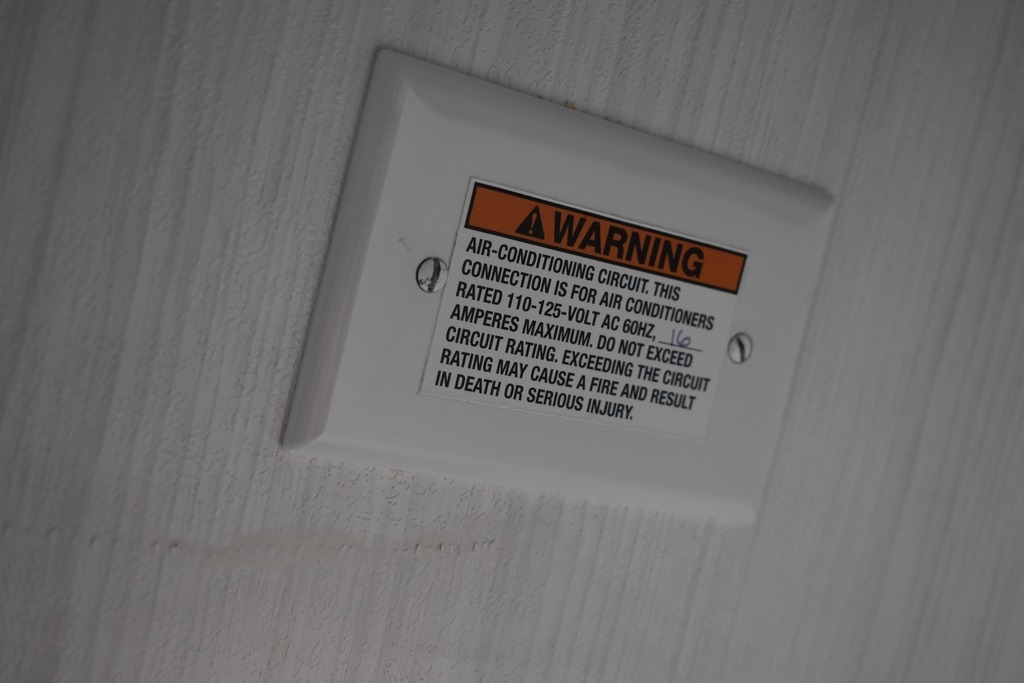 WARNING
AIR-CONDITIONING CIRCUIT. THIS
CONNECTION IS FOR AIR CONDITIONERS
RATED 110-125-VOLT AC 60HZ, 16
AMPERES MAXIMUM. DO NOT EXCEED
CIRCUIT RATING. EXCEEDING THE CIRCUIT
RATING MAY CAUSE A FIRE AND RESULT
IN DEATH OR SERIOUS INJURY.